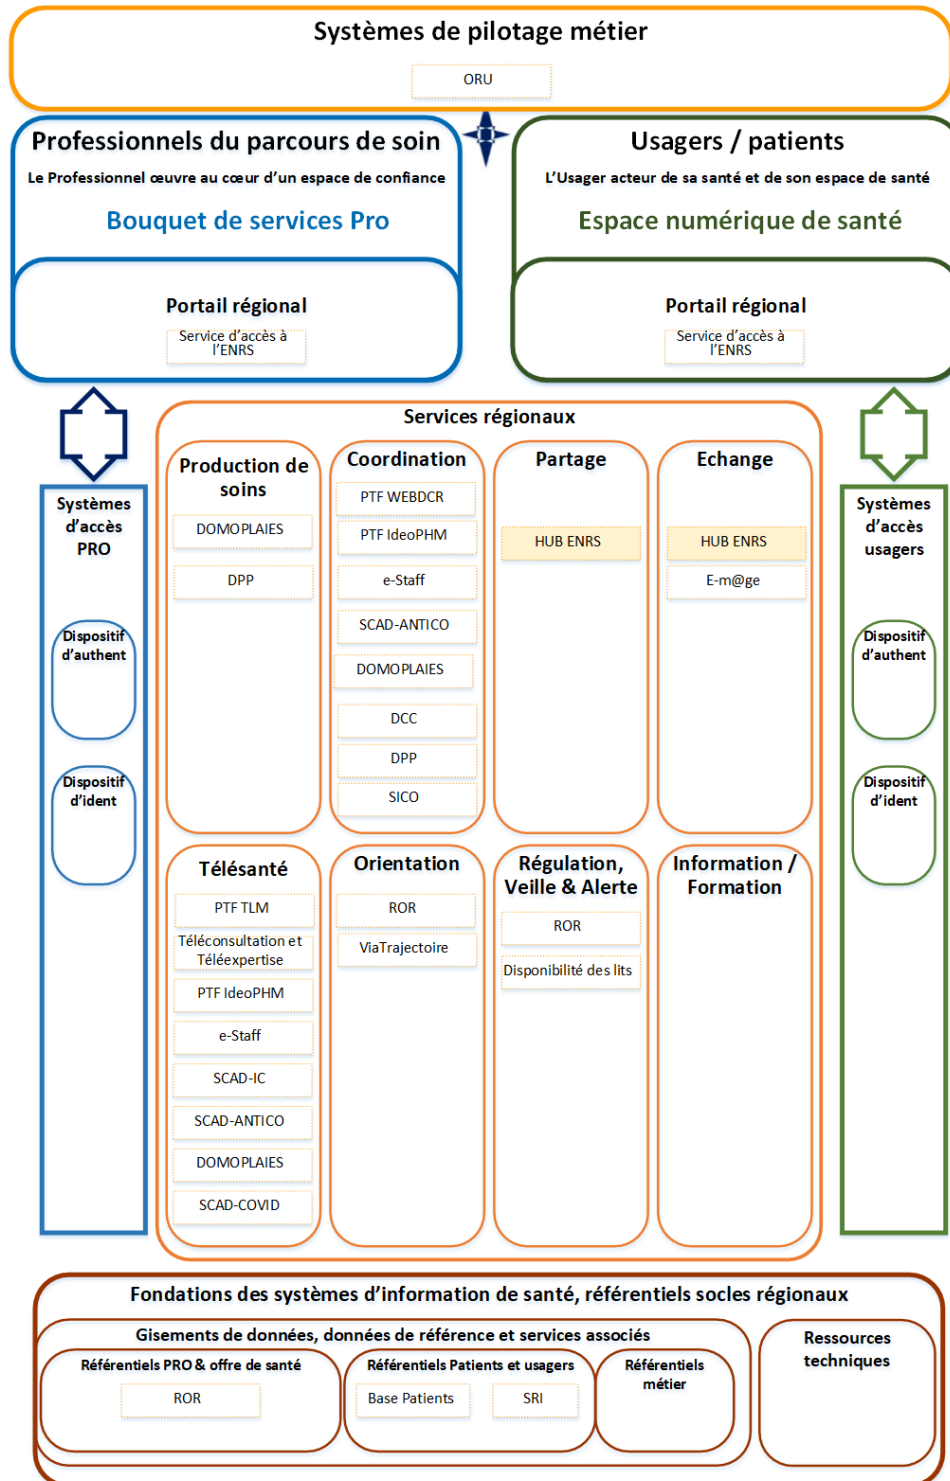 Systèmes de pilotage métier
ORU
Professionnels du parcours de soin
Le Professionnel œuvre au cœur d'un espace de confiance
Bouquet de services Pro
Portail régional
Service d'accès à
l'ENRS
Usagers / patients
L'Usager acteur de sa santé et de son espace de santé
Espace numérique de santé
Portail régional
Service d'accès à
l'ENRS
Systèmes
d'accès
PRO
Dispositif
d'authent
Dispositif
d'ident
Services régionaux
Production de
soins
DOMOPLAIES
DPP
Coordination
PTF WEBDCR
PTF IdeoPHM
e-Staff
SCAD-ANTICO
DOMOPLAIES
DCC
DPP
SICO
Partage
HUB ENRS
Echange
HUB ENRS
E-m@ge
Télésanté
PTF TLM
Téléconsultation et
Téléexpertise
PTF IdeoPHM
e-Staff
SCAD-IC
SCAD-ANTICO
DOMOPLAIES
SCAD-COVID
Orientation
ROR
ViaTrajectoire
Régulation,
Veille & Alerte
ROR
Disponibilité des lits
Information /
Formation
Systèmes
d'accès
usagers
Dispositif
d'authent
Dispositif
d'ident
Fondations des systèmes d'information de santé, référentiels socles régionaux
Gisements de données, données de référence et services associés
Référentiels PRO & offre de santé
ROR
Référentiels Patients et usagers
Base Patients
SRI
Référentiels
métier
Ressources
techniques